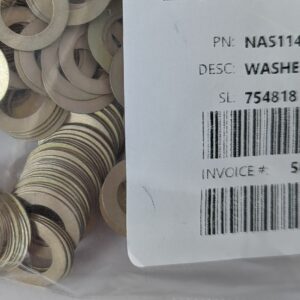 PN: NAS114
DESC: WASHE
SL: 754818
INVOICE #: 5